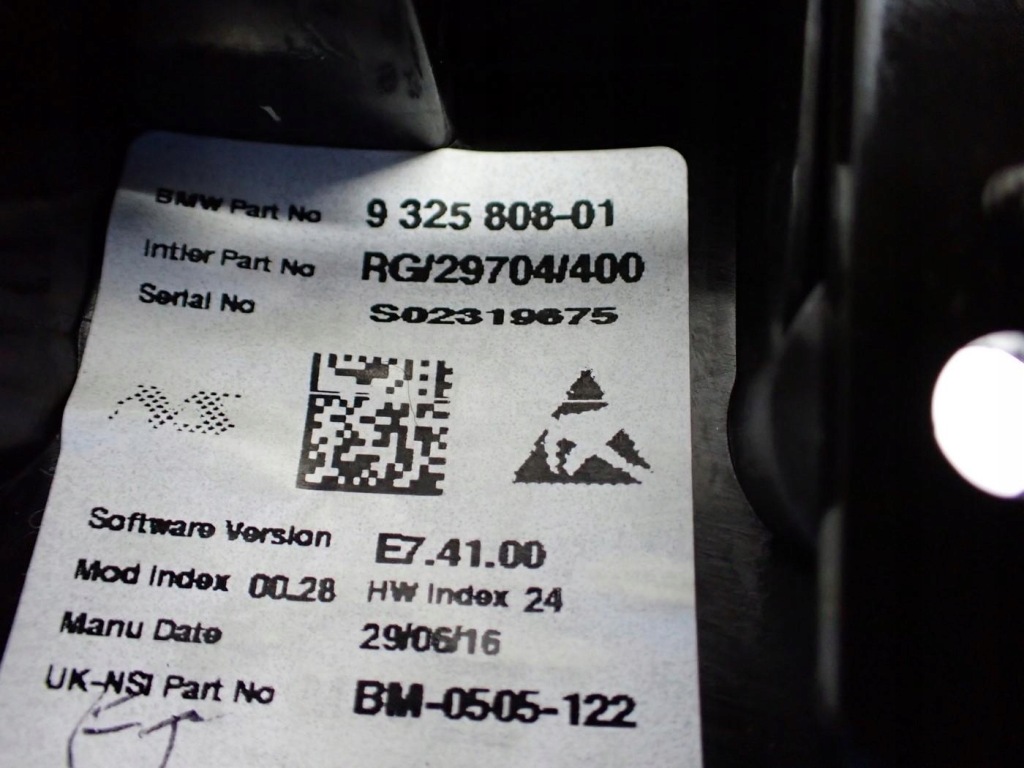 BMW Part No 9 325 808-01
Intier Part No RG/29704/400
Serial No S02319675
Software Version E7.41.00
Mod Index 00.28 HW Index 24
Manu Date 29/06/16
UK-NSI Part No BM-0505-122